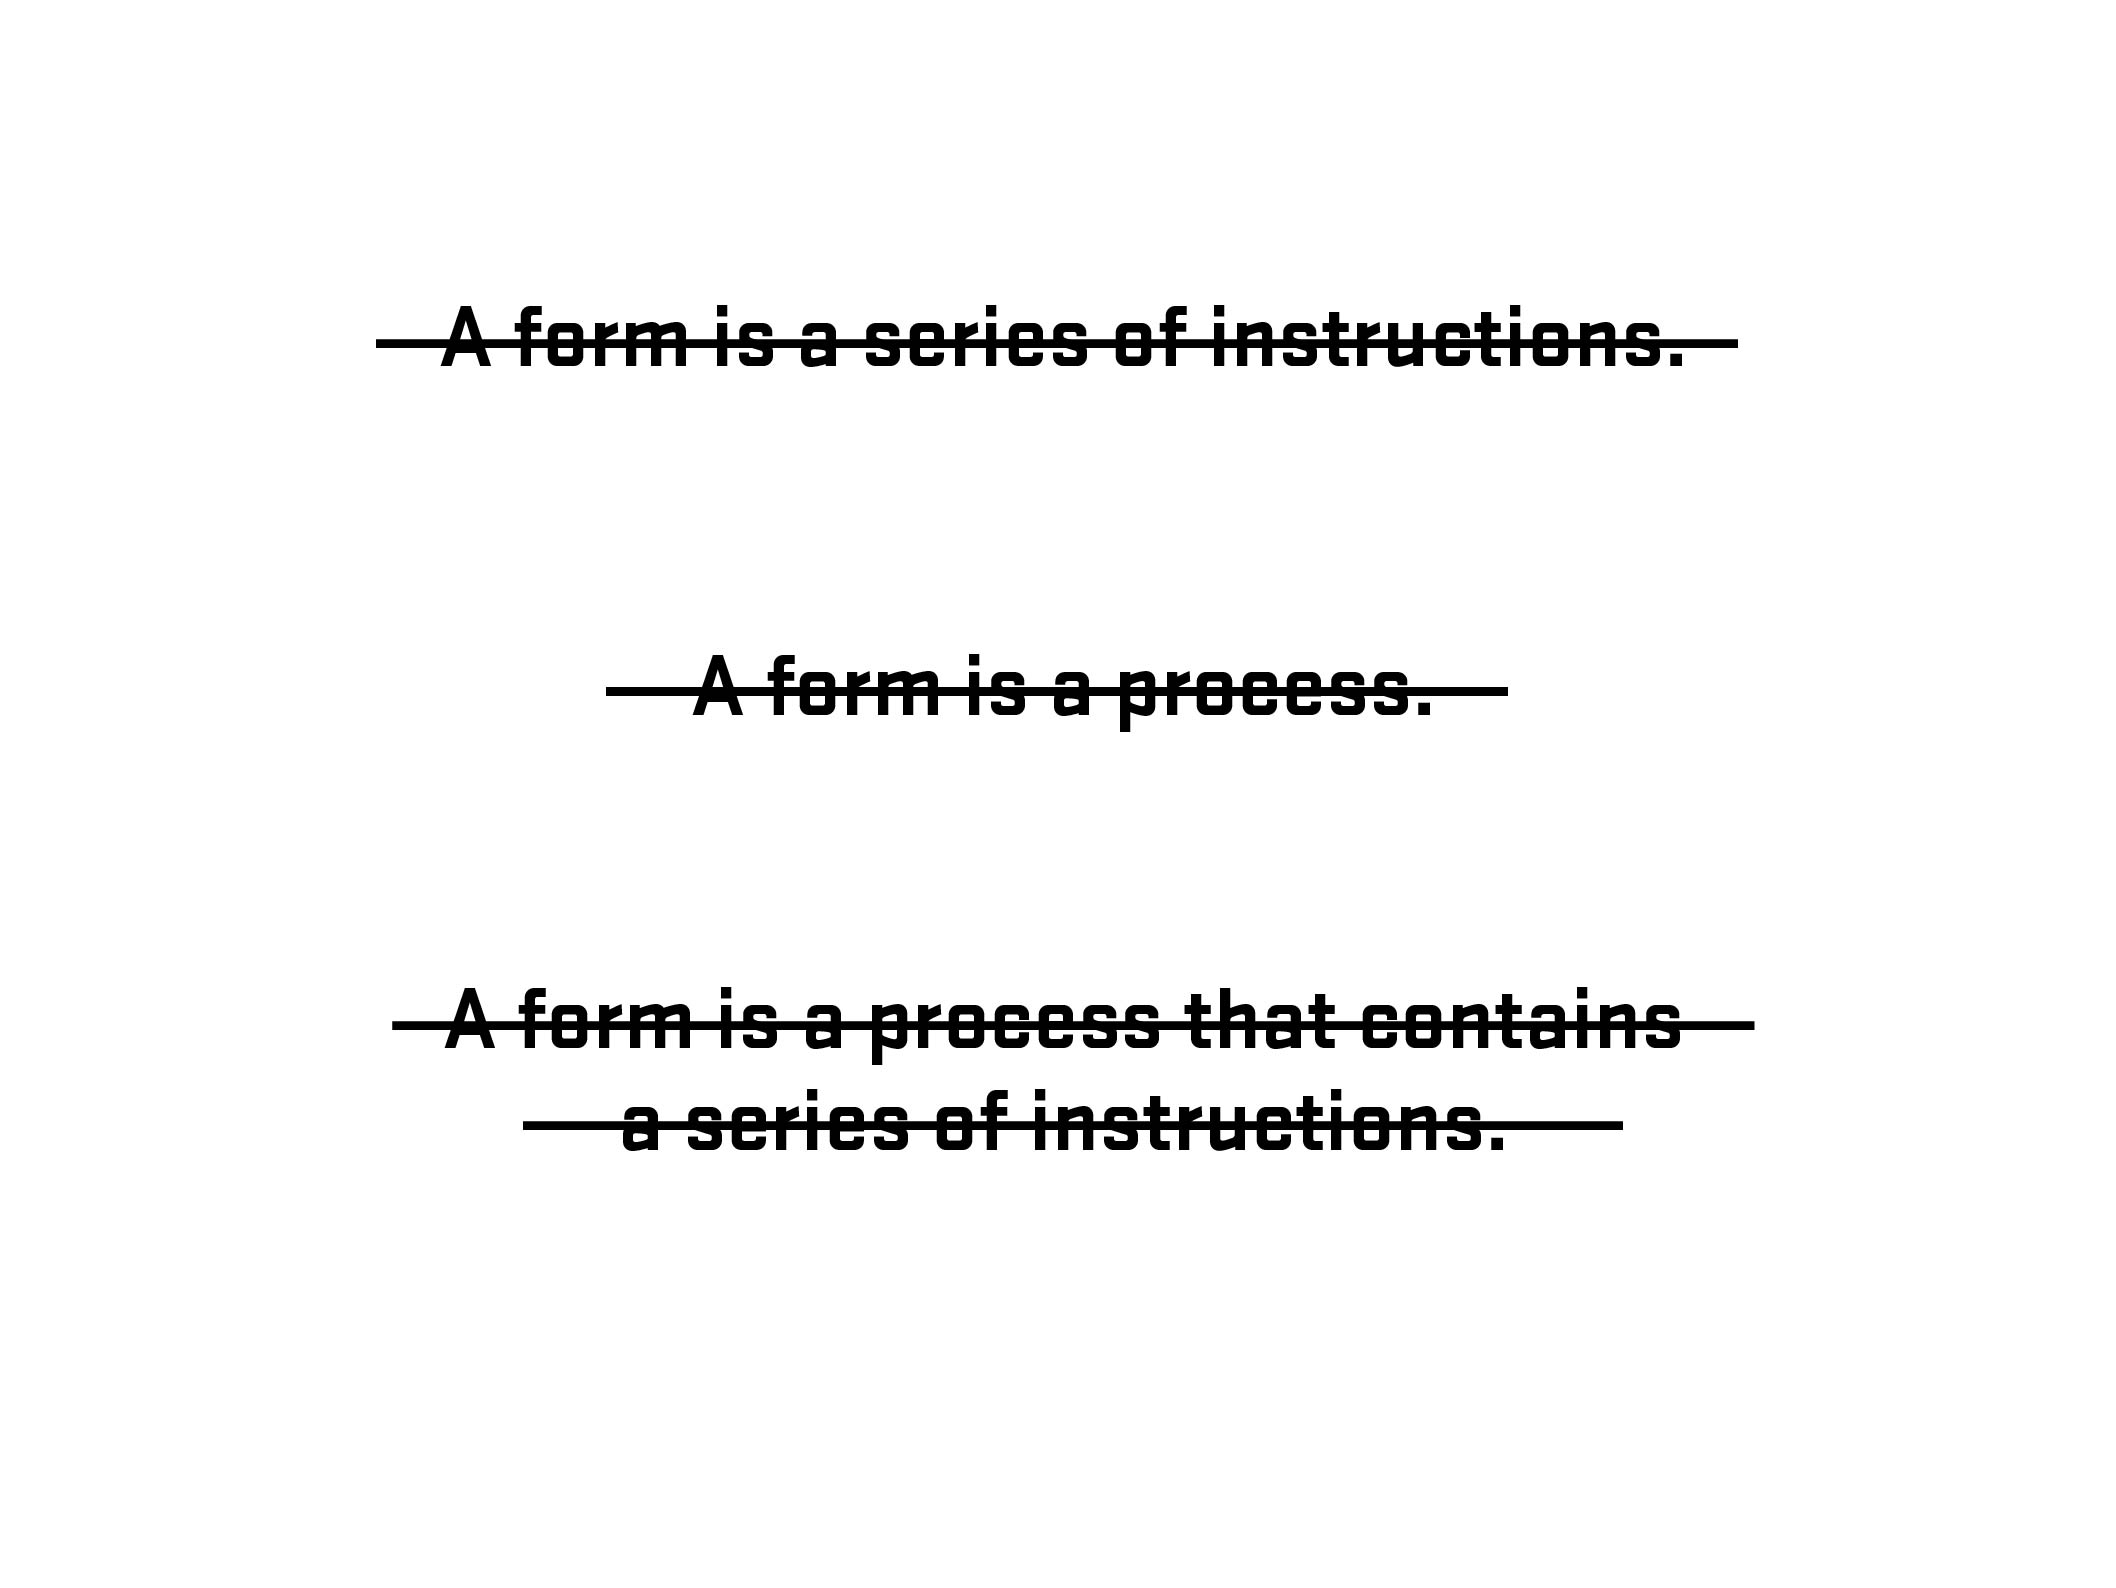 A form is a series of instructions.
A form is a process.
A form is a process that contains
a series of instructions.